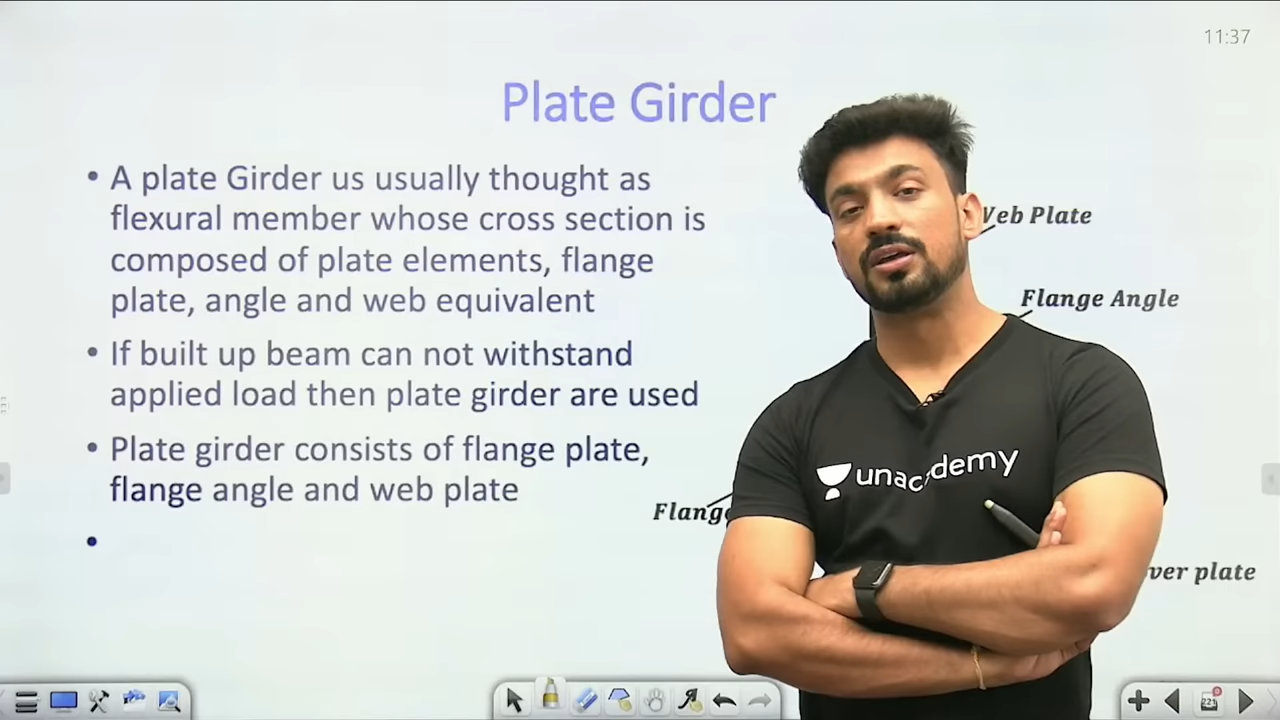 11:37
Plate Girder
• A plate Girder us usually thought as
flexural member whose cross section is
composed of plate elements, flange
plate, angle and web equivalent
• If built up beam can not withstand
applied load then plate girder are used
• Plate girder consists of flange plate,
flange angle and web plate
•
Web Plate
Flange Angle
unacademy
Flange
plate
221